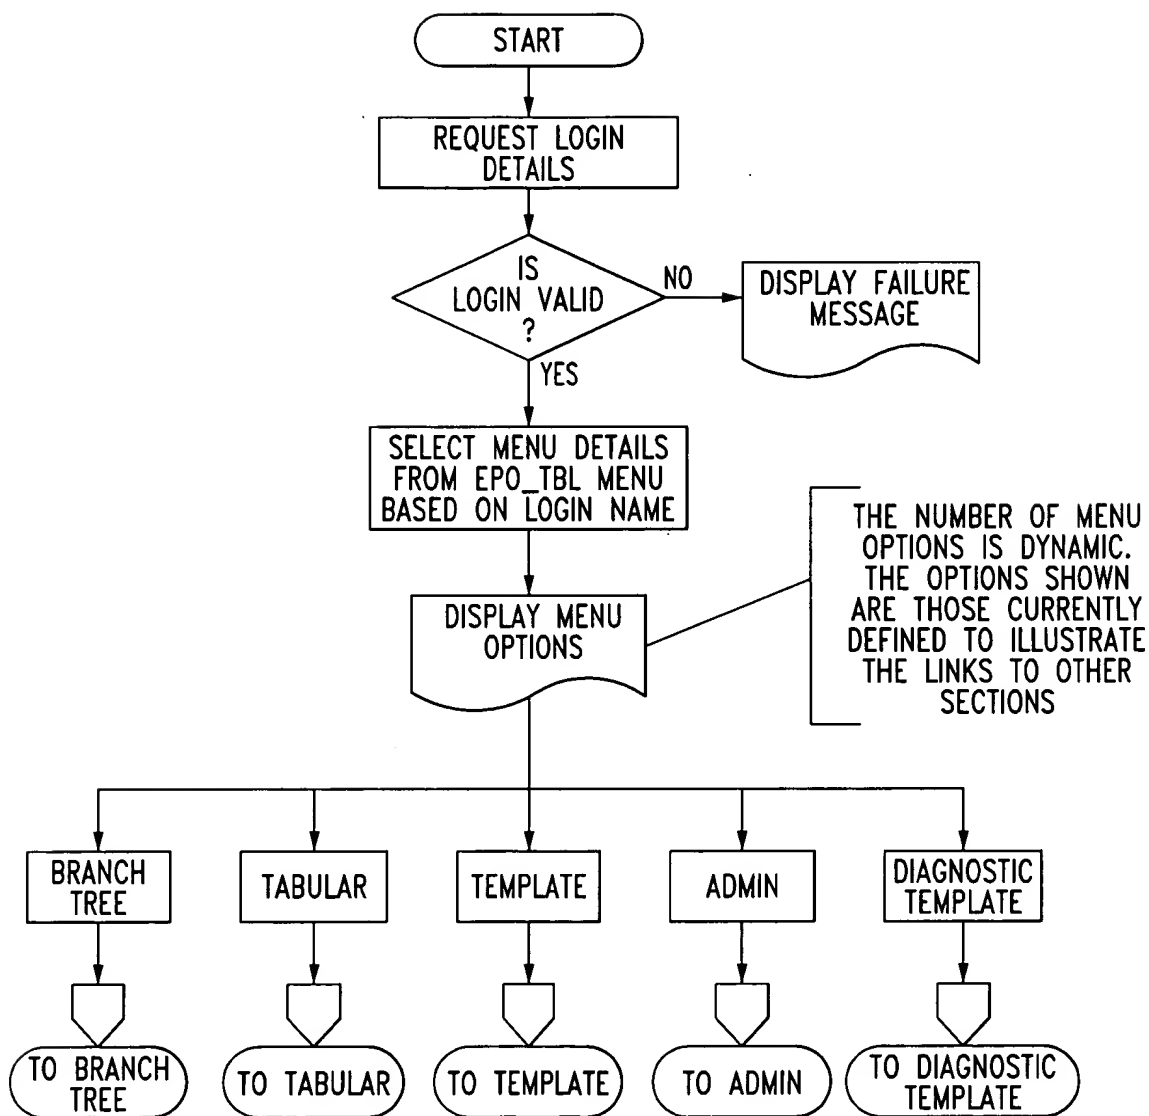 START
REQUEST LOGIN
DETAILS
IS
LOGIN VALID
?
NO
DISPLAY FAILURE
MESSAGE
YES
SELECT MENU DETAILS
FROM EPO_TBL MENU
BASED ON LOGIN NAME
THE NUMBER OF MENU
OPTIONS IS DYNAMIC.
THE OPTIONS SHOWN
ARE THOSE CURRENTLY
DEFINED TO ILLUSTRATE
THE LINKS TO OTHER
SECTIONS
DISPLAY MENU
OPTIONS
BRANCH
TREE
TABULAR
TEMPLATE
ADMIN
DIAGNOSTIC
TEMPLATE
TO BRANCH
TREE
TO TABULAR
TO TEMPLATE
TO ADMIN
TO DIAGNOSTIC
TEMPLATE